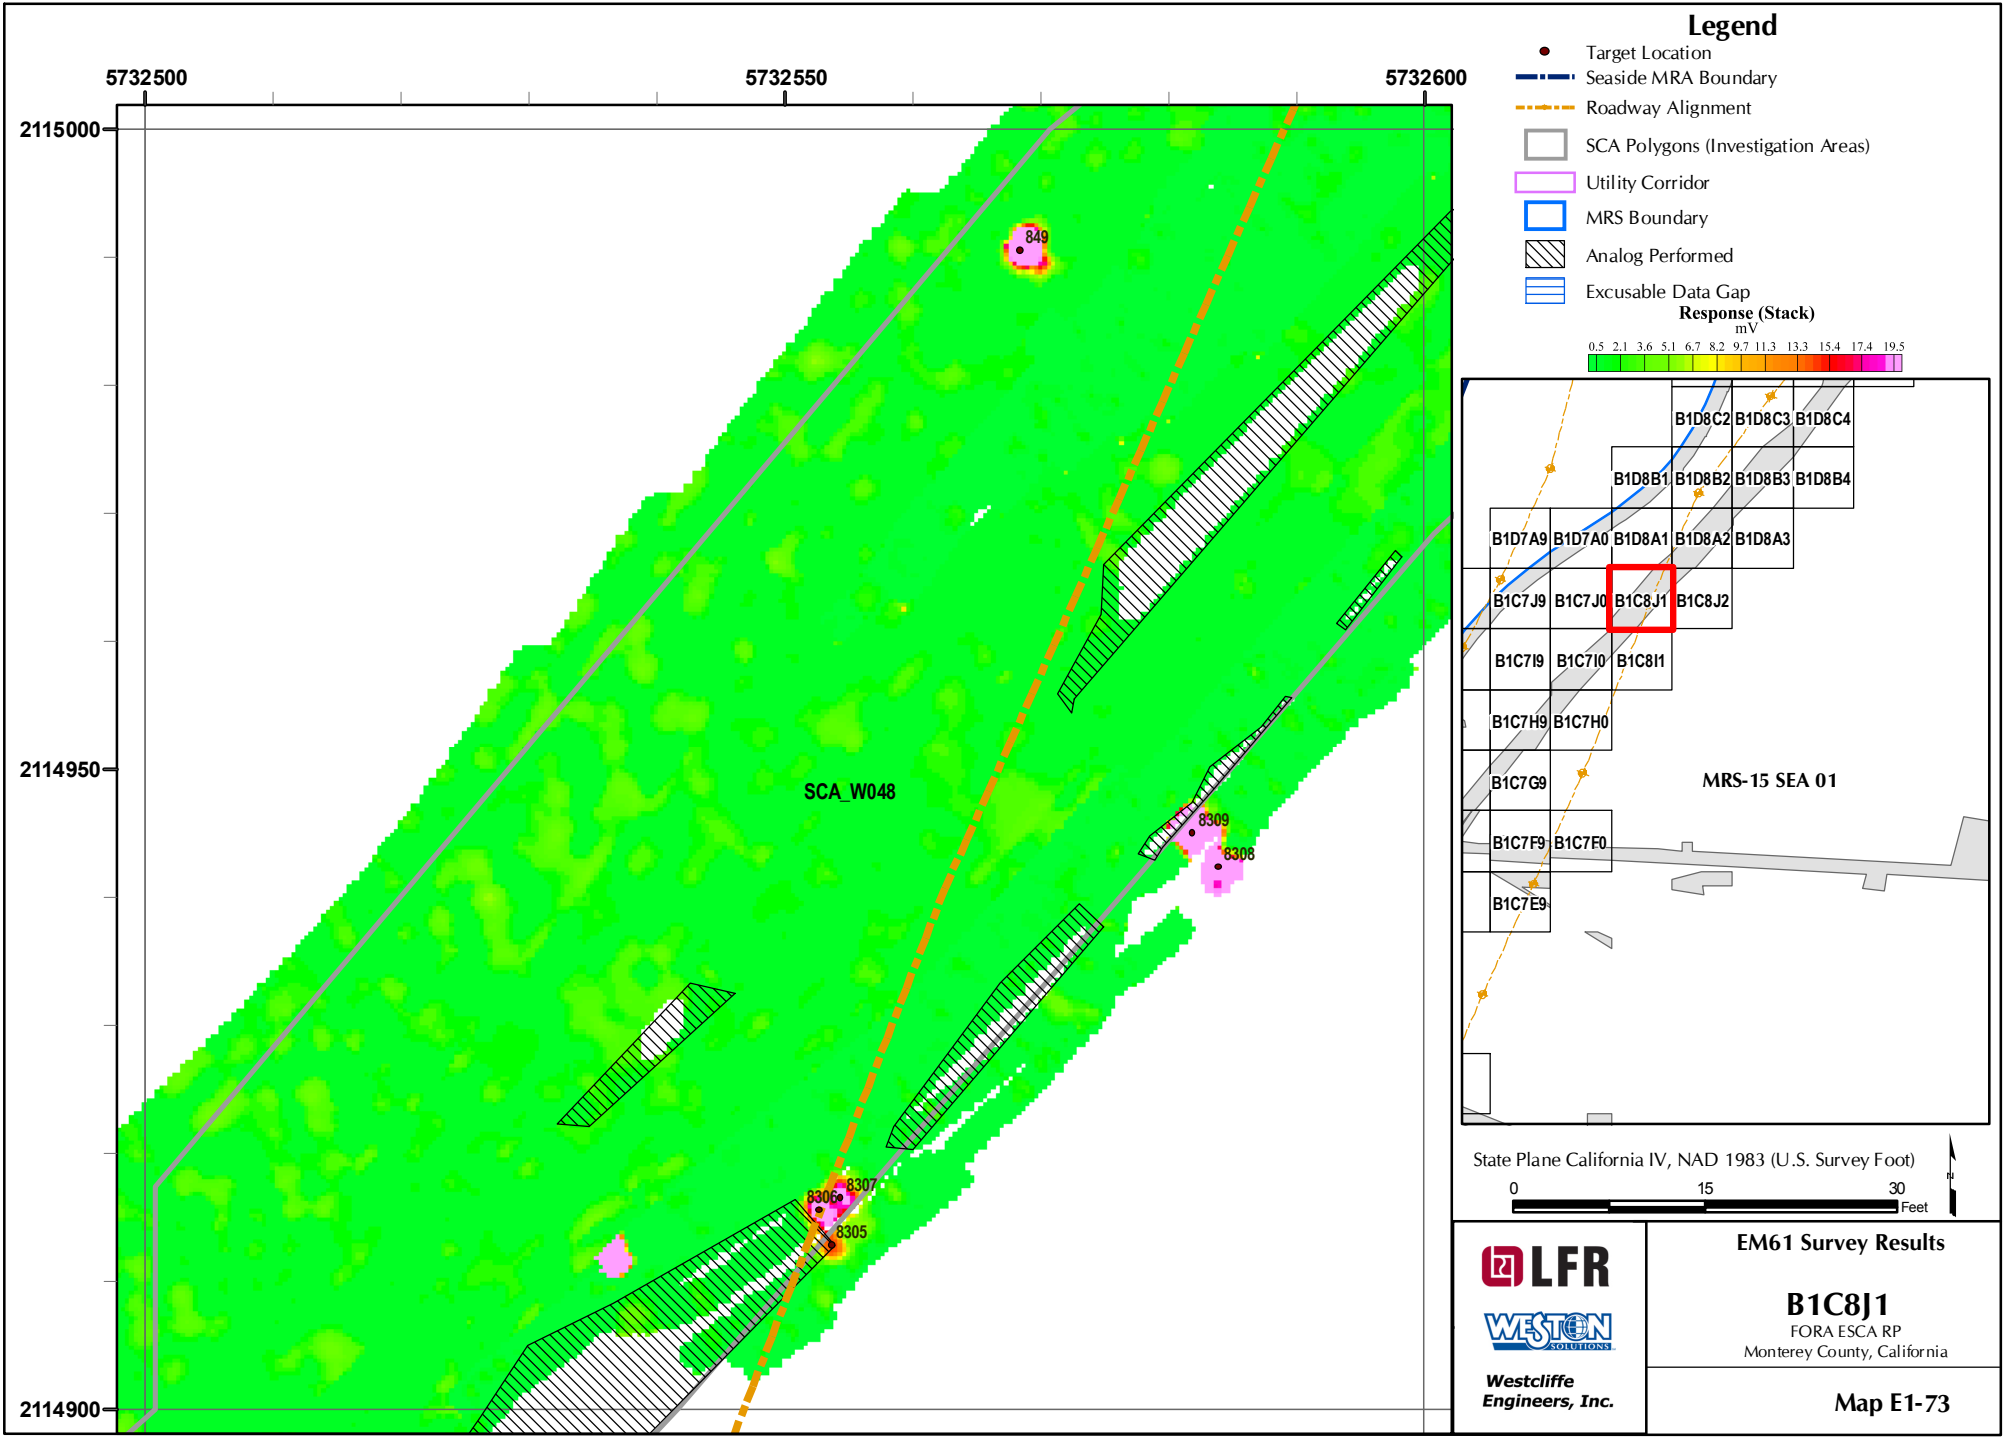 5732500
5732550
5732600
2115000
2114950
2114900
849
SCA_W048
8309
8308
8307
8306
8305
Legend
Target Location
Seaside MRA Boundary
Roadway Alignment
SCA Polygons (Investigation Areas)
Utility Corridor
MRS Boundary
Analog Performed
Excusable Data Gap
Response (Stack)
mV
0.5 2.1 3.6 5.1 6.7 8.2 9.7 11.3 13.3 15.4 17.4 19.5
B1D8C2 B1D8C3 B1D8C4
B1D8B1 B1D8B2 B1D8B3 B1D8B4
B1D7A9 B1D7A0 B1D8A1 B1D8A2 B1D8A3
B1C7J9 B1C7J0 B1C8J1 B1C8J2
B1C7I9 B1C7I0 B1C8I1
B1C7H9 B1C7H0
B1C7G9
MRS-15 SEA 01
B1C7F9 B1C7F0
B1C7E9
State Plane California IV, NAD 1983 (U.S. Survey Foot)
0 15 30
Feet
N
LFR
WESTON
SOLUTIONS
Westcliffe
Engineers, Inc.
EM61 Survey Results
B1C8J1
FORA ESCA RP
Monterey County, California
Map E1-73